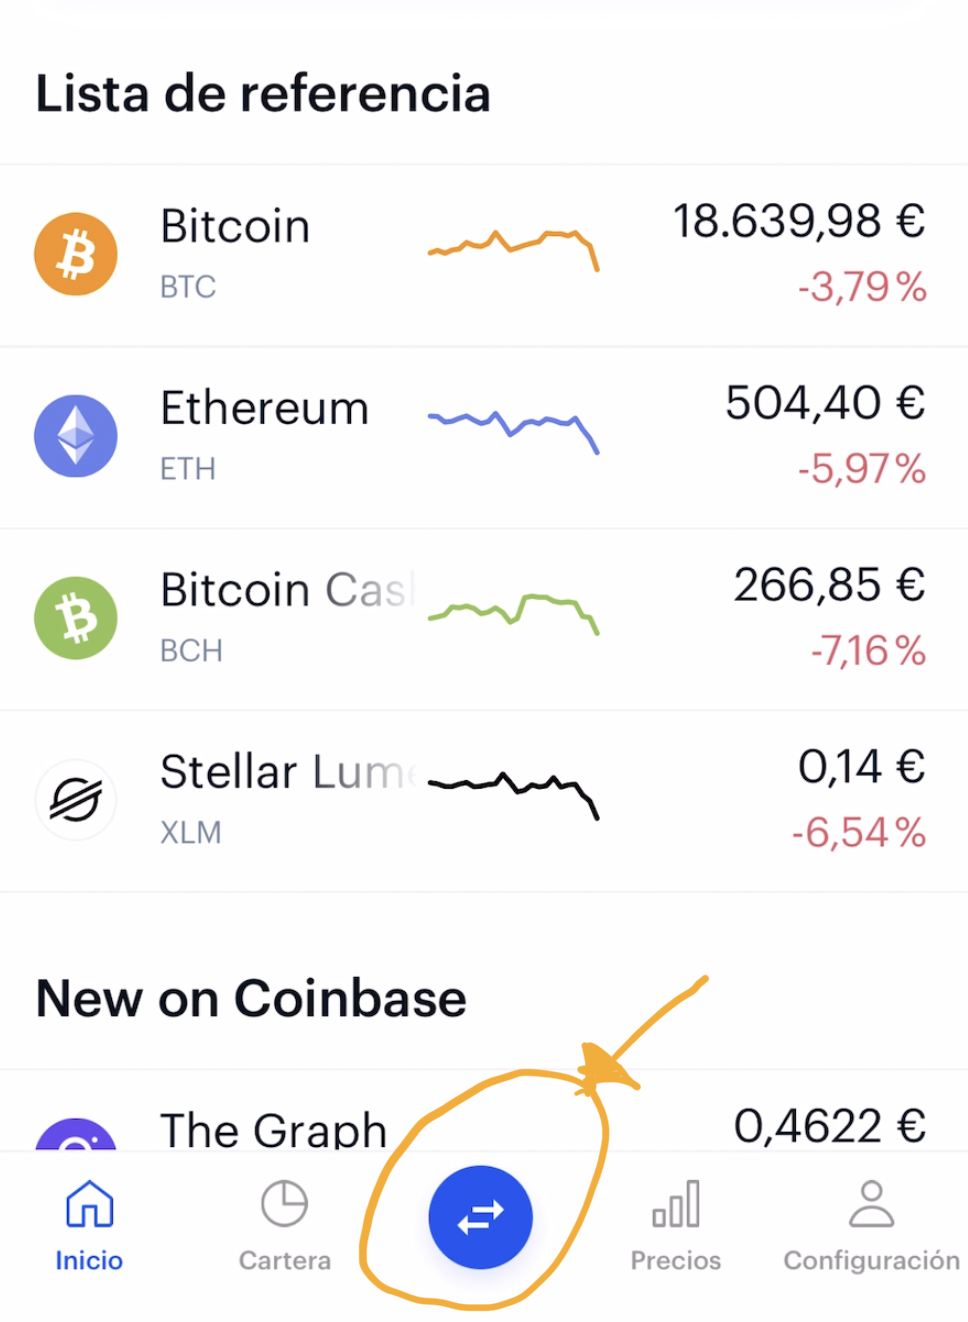 Lista de referencia
Bitcoin
18.639,98 €
BTC
-3,79 %
Ethereum
504,40 €
ETH
-5,97 %
Bitcoin Cas
266,85 €
BCH
-7,16 %
Stellar Lum
0,14 €
XLM
-6,54 %
New on Coinbase
The Graph
0,4622 €
Inicio
Cartera
Precios
Configuración